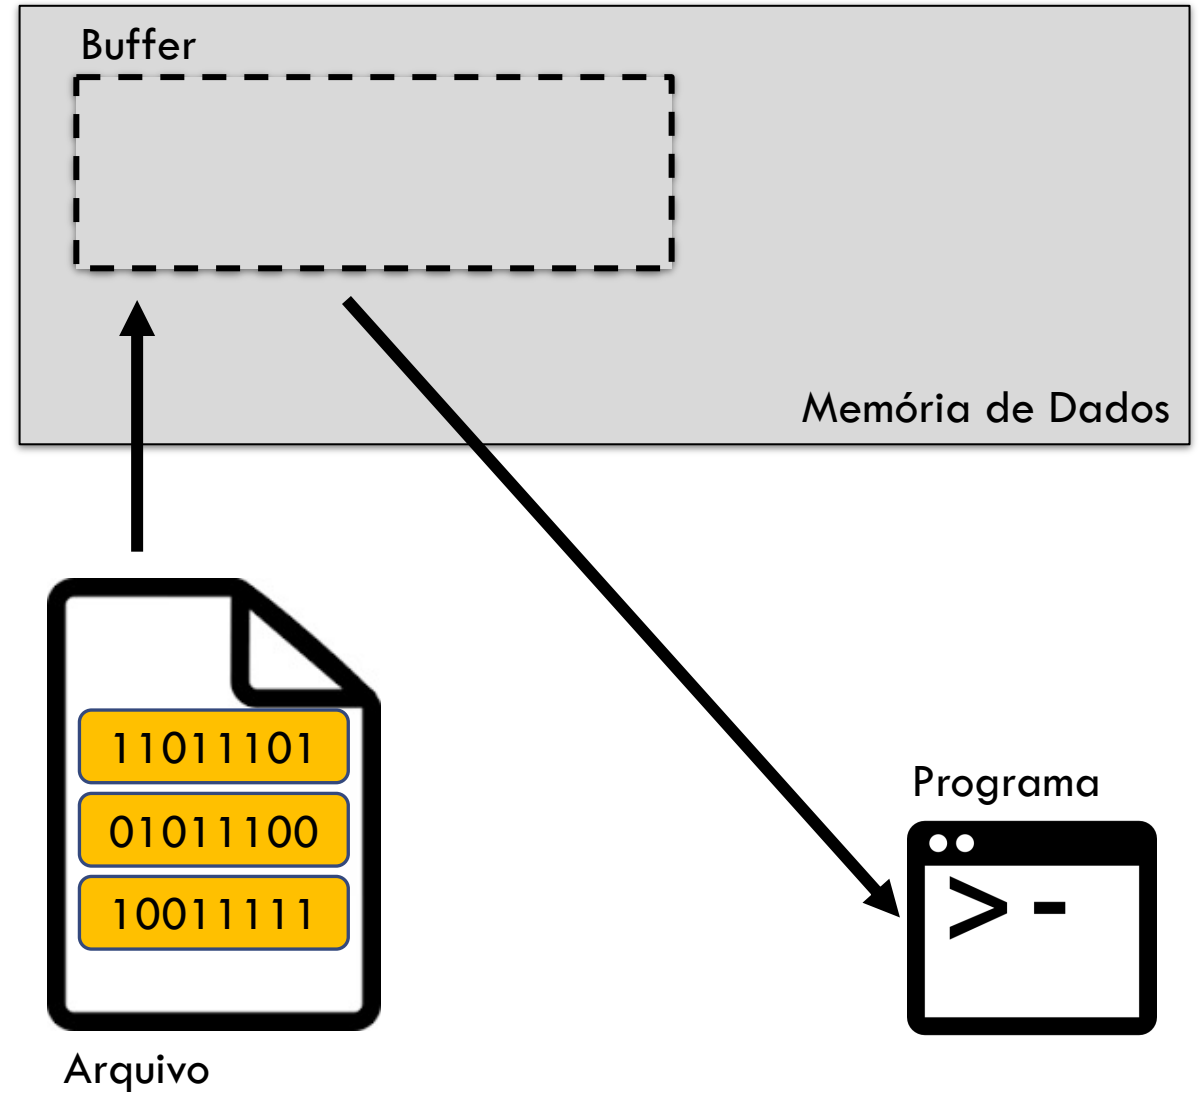 Buffer
Memória de Dados
11011101
01011100
10011111
Programa
> -
Arquivo